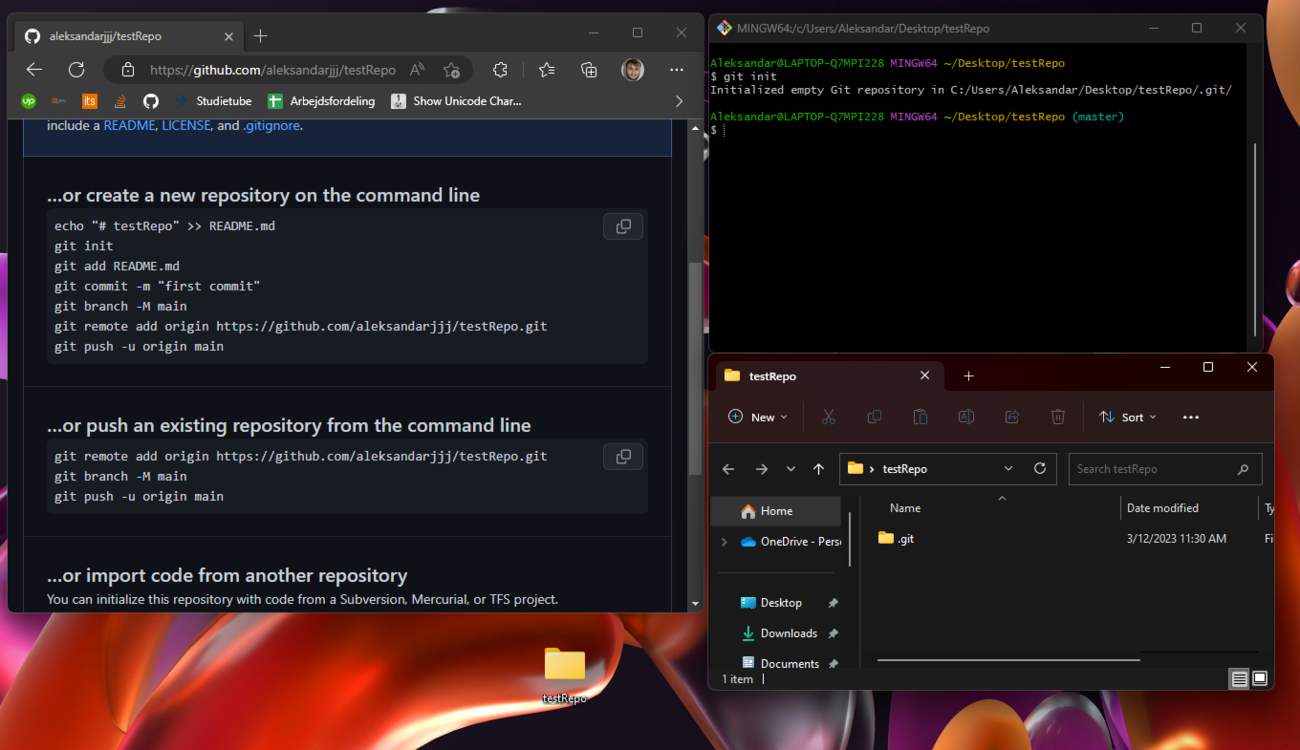 aleksandarjjj/testRepo
https://github.com/aleksandarjjj/testRepo
up
its
Studietube
Arbejdsfordeling
Show Unicode Char...
include a README, LICENSE, and .gitignore.
...or create a new repository on the command line
echo "# testRepo" >> README.md
git init
git add README.md
git commit -m "first commit"
git branch -M main
git remote add origin https://github.com/aleksandarjjj/testRepo.git
git push -u origin main
...or push an existing repository from the command line
git remote add origin https://github.com/aleksandarjjj/testRepo.git
git branch -M main
git push -u origin main
...or import code from another repository
You can initialize this repository with code from a Subversion, Mercurial, or TFS project.
MINGW64:/c/Users/Aleksandar/Desktop/testRepo
Aleksandar@LAPTOP-Q7MPI228 MINGW64 ~/Desktop/testRepo
$ git init
Initialized empty Git repository in C:/Users/Aleksandar/Desktop/testRepo/.git/
Aleksandar@LAPTOP-Q7MPI228 MINGW64 ~/Desktop/testRepo (master)
$
testRepo
New
Sort
testRepo
Search testRepo
Home
OneDrive - Pers
Desktop
Downloads
Documents
Name
Date modified
Ty
.git
3/12/2023 11:30 AM
Fi
1 item
testRepo